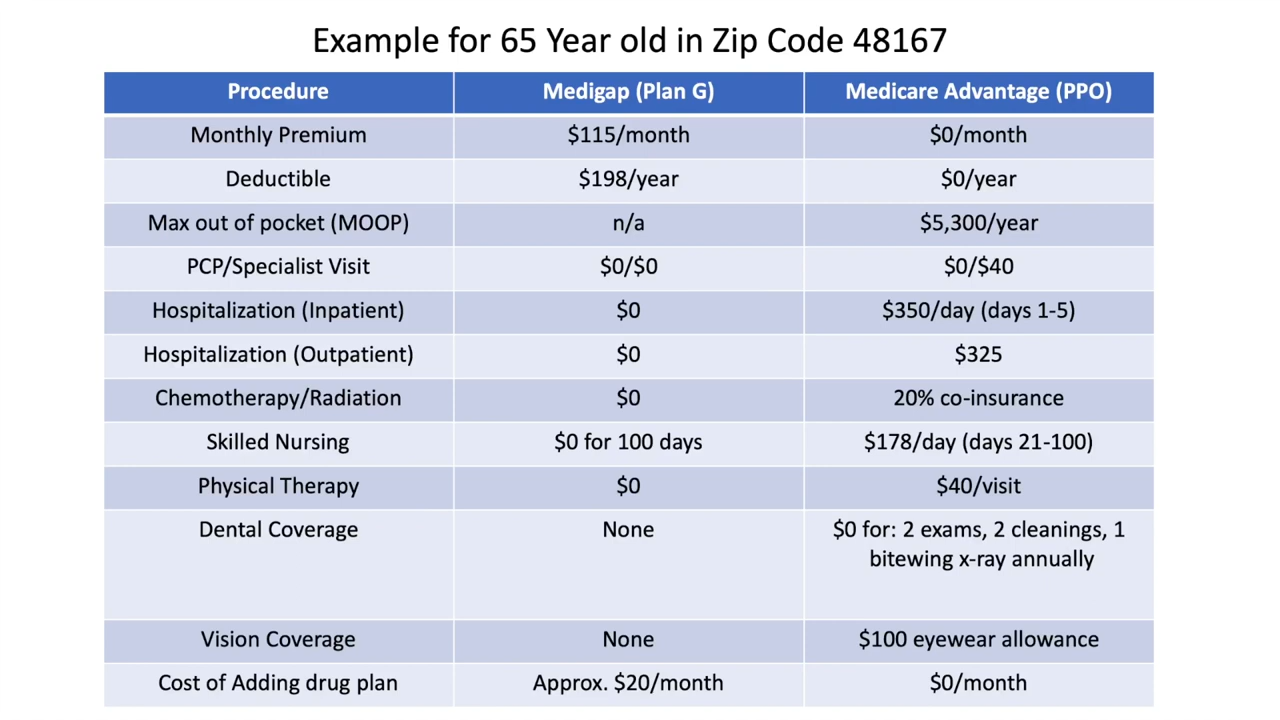 Example for 65 Year old in Zip Code 48167
Procedure Medigap (Plan G) Medicare Advantage (PPO)
Monthly Premium $115/month $0/month
Deductible $198/year $0/year
Max out of pocket (MOOP) n/a $5,300/year
PCP/Specialist Visit $0/$0 $0/$40
Hospitalization (Inpatient) $0 $350/day (days 1-5)
Hospitalization (Outpatient) $0 $325
Chemotherapy/Radiation $0 20% co-insurance
Skilled Nursing $0 for 100 days $178/day (days 21-100)
Physical Therapy $0 $40/visit
Dental Coverage None $0 for: 2 exams, 2 cleanings, 1
bitewing x-ray annually
Vision Coverage None $100 eyewear allowance
Cost of Adding drug plan Approx. $20/month $0/month